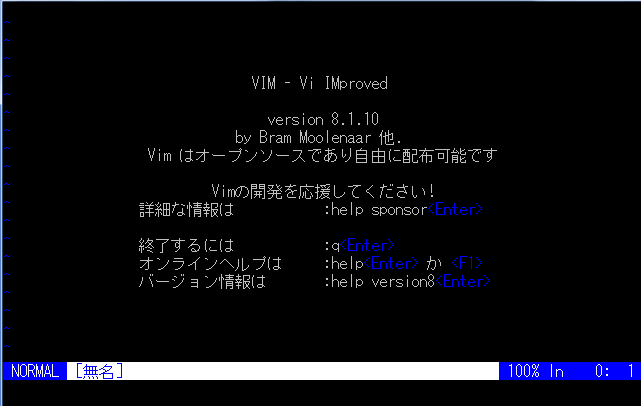 VIM - Vi IMproved
version 8.1.10
by Bram Moolenaar 他.
Vim はオープンソースであり自由に配布可能です
Vimの開発を応援してください!
詳細な情報は :help sponsor<Enter>
終了するには :q<Enter>
オンラインヘルプは :help<Enter> か <F1>
バージョン情報は :help version8<Enter>
NORMAL [無名] 100% ln 0: 1